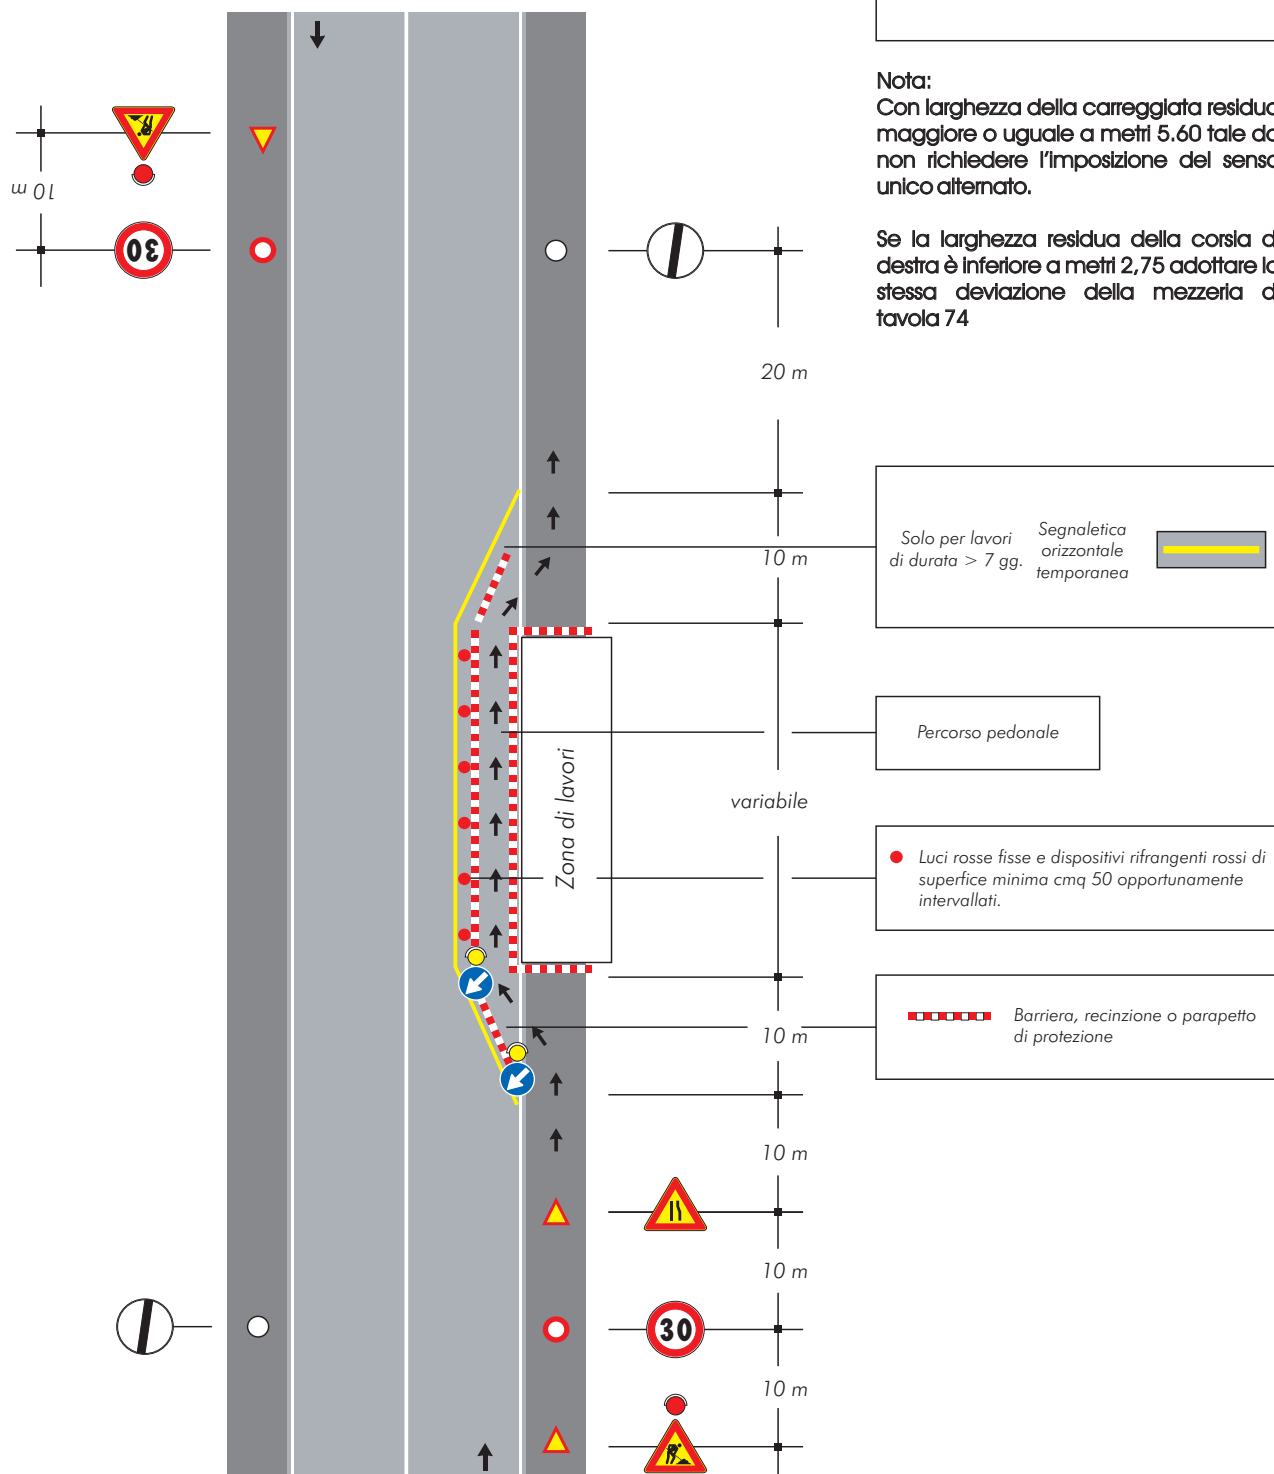 Nota:
Con larghezza della carreggiata residua
maggiore o uguale a metri 5.60 tale da
non richiedere l'imposizione del senso
unico alternato.
Se la larghezza residua della corsia di
destra è inferiore a metri 2,75 adottare la
stessa deviazione della mezzeria di
tavola 74
10 m
30
20 m
10 m
Solo per lavori
di durata > 7 gg.
Segnaletica
orizzontale
temporanea
Percorso pedonale
variabile
Zona di lavori
Luci rosse fisse e dispositivi rifrangenti rossi di
superfice minima cmq 50 opportunamente
intervallati.
Barriera, recinzione o parapetto
di protezione
10 m
10 m
10 m
30
10 m